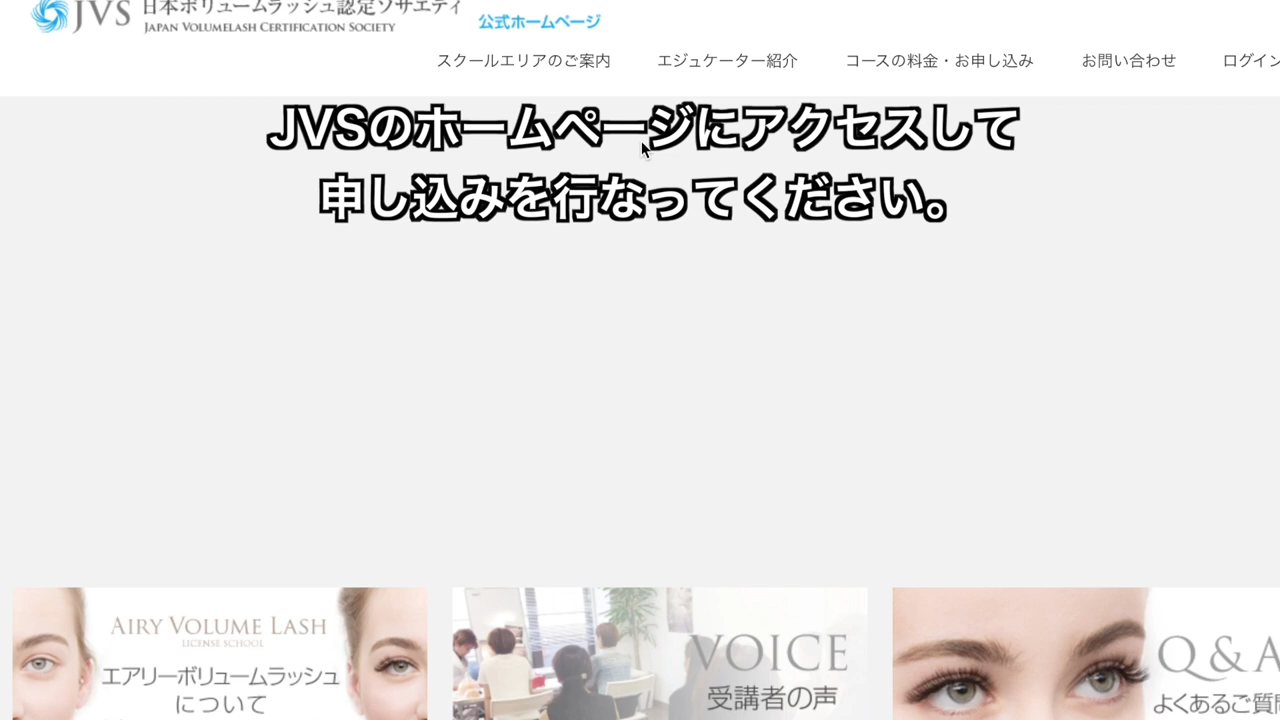 JVS 日本ボリュームラッシュ認定ソサエティ
JAPAN VOLUMELASH CERTIFICATION SOCIETY
公式ホームページ
スクールエリアのご案内 エジュケーター紹介 コースの料金・お申し込み お問い合わせ ログイン
JVSのホームページにアクセスして
申し込みを行なってください。
AIRY VOLUME LASH
LICENSE SCHOOL
エアリーボリュームラッシュ
について
VOICE
受講者の声
Q & A
よくあるご質問